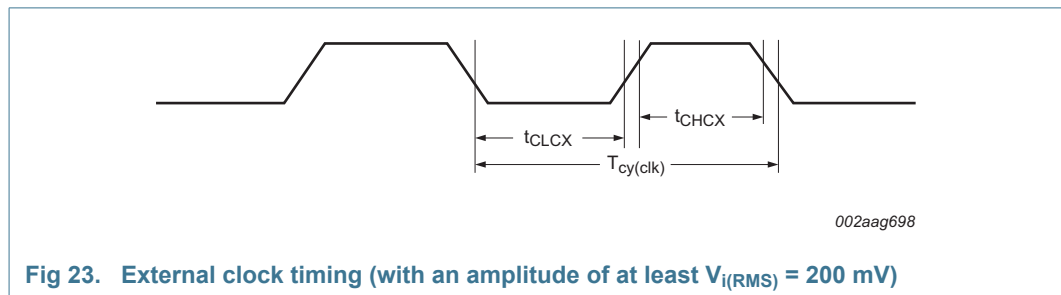 tCHCX
tCLCX
Tcy(clk)
002aag698
Fig 23. External clock timing (with an amplitude of at least Vi(RMS) = 200 mV)